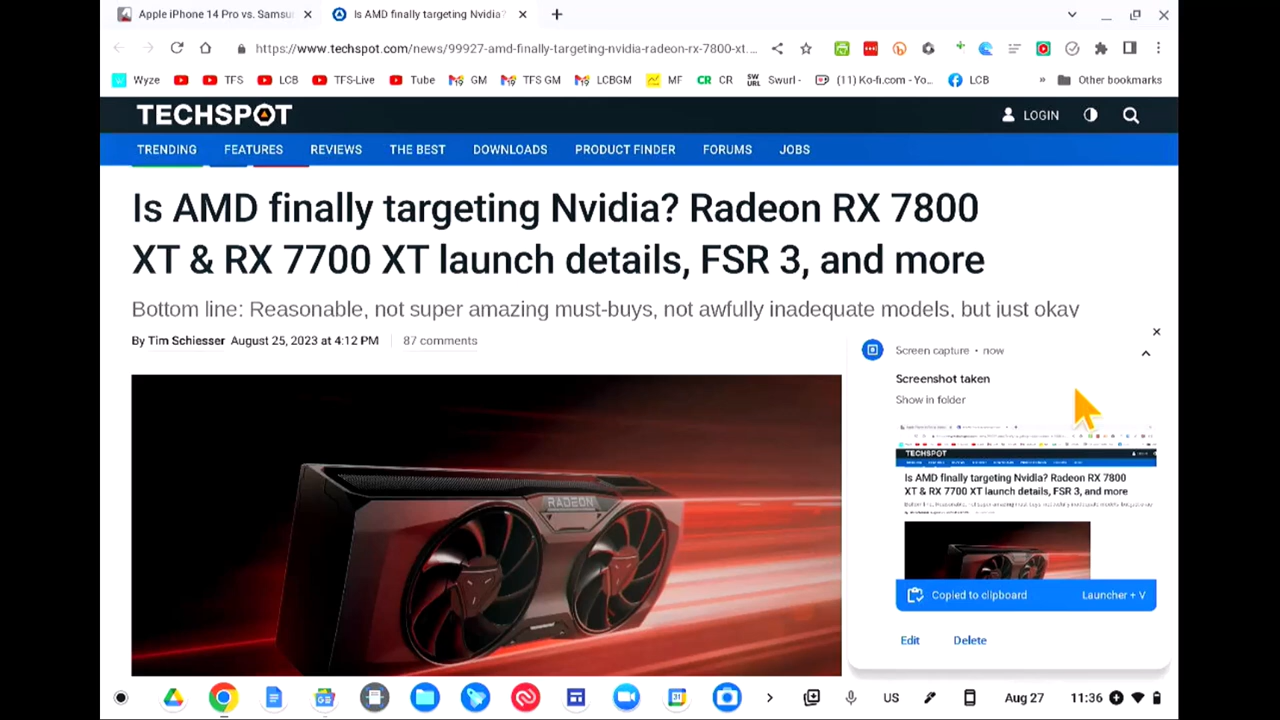 Apple iPhone 14 Pro vs. Samsu
Is AMD finally targeting Nvidia?
https://www.techspot.com/news/99927-amd-finally-targeting-nvidia-radeon-rx-7800-xt...
Wyze TFS LCB TFS-Live Tube GM TFS GM LCBGM MF CR CR SW URL Swurl - (11) Ko-fi.com - Yo... LCB » Other bookmarks
TECHSPOT
LOGIN
TRENDING FEATURES REVIEWS THE BEST DOWNLOADS PRODUCT FINDER FORUMS JOBS
Is AMD finally targeting Nvidia? Radeon RX 7800
XT & RX 7700 XT launch details, FSR 3, and more
Bottom line: Reasonable, not super amazing must-buys, not awfully inadequate models, but just okay
By Tim Schiesser August 25, 2023 at 4:12 PM 87 comments
RADEON
Screen capture • now
Screenshot taken
Show in folder
TECHSPOT
Is AMD finally targeting Nvidia? Radeon RX 7800
XT & RX 7700 XT launch details, FSR 3, and more
Copied to clipboard Launcher + V
Edit Delete
US Aug 27 11:36